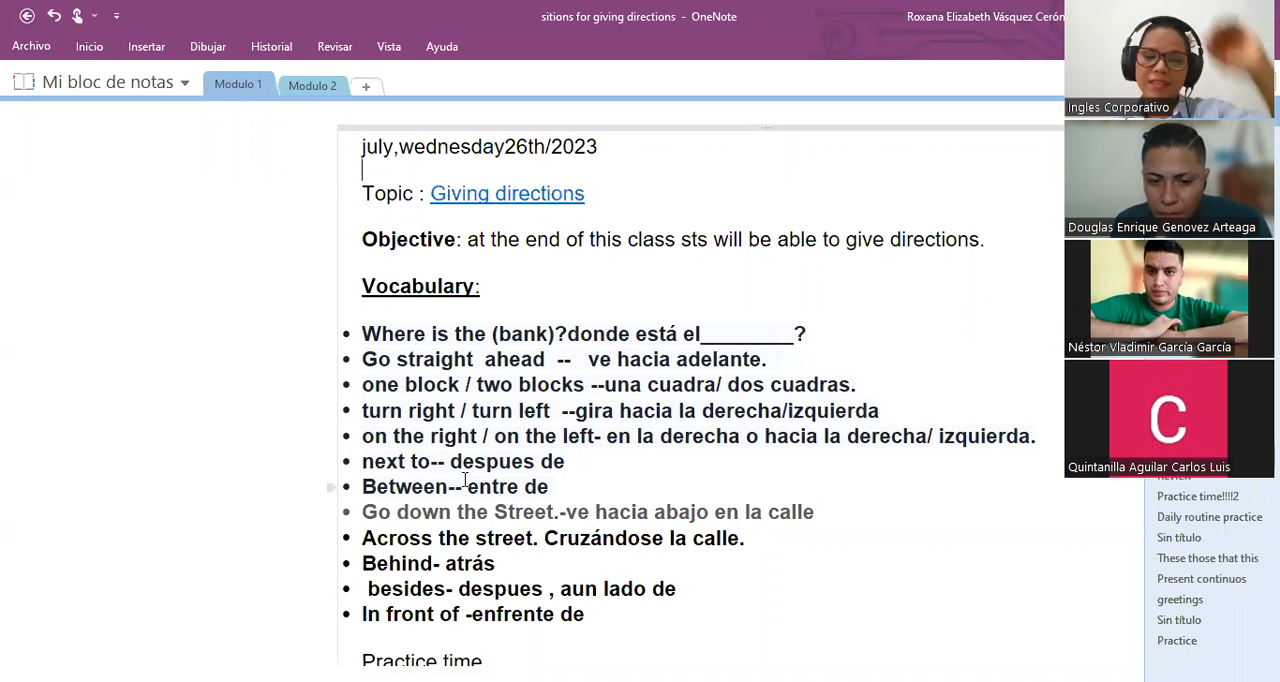 sitions for giving directions - OneNote
Roxana Elizabeth Vásquez Cerón
Archivo Inicio Insertar Dibujar Historial Revisar Vista Ayuda
Mi bloc de notas Modulo 1 Modulo 2 +
july,wednesday26th/2023
Topic : Giving directions
Objective: at the end of this class sts will be able to give directions.
Vocabulary:
• Where is the (bank)?donde está el________?
• Go straight ahead -- ve hacia adelante.
• one block / two blocks --una cuadra/ dos cuadras.
• turn right / turn left --gira hacia la derecha/izquierda
• on the right / on the left- en la derecha o hacia la derecha/ izquierda.
• next to-- despues de
• Between-- entre de
• Go down the Street.-ve hacia abajo en la calle
• Across the street. Cruzándose la calle.
• Behind- atrás
• besides- despues , aun lado de
• In front of -enfrente de
Practice time
Ingles Corporativo
Douglas Enrique Genovez Arteaga
Néstor Vladimir García García
C
Quintanilla Aguilar Carlos Luis
Review
Practice time!!!!2
Daily routine practice
Sin título
These those that this
Present continuos
greetings
Sin título
Practice